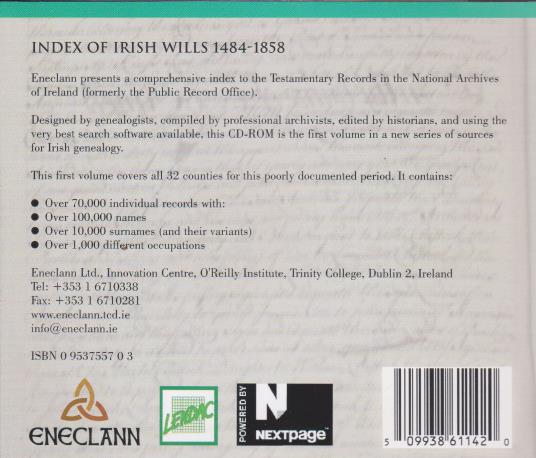 INDEX OF IRISH WILLS 1484-1858
Eneclann presents a comprehensive index to the Testamentary Records in the National Archives
of Ireland (formerly the Public Record Office).
Designed by genealogists, compiled by professional archivists, edited by historians, and using the
very best search software available, this CD-ROM is the first volume in a new series of sources
for Irish genealogy.
This first volume covers all 32 counties for this poorly documented period. It contains:
● Over 70,000 individual records with:
● Over 100,000 names
● Over 10,000 surnames (and their variants)
● Over 1,000 different occupations
Eneclann Ltd., Innovation Centre, O'Reilly Institute, Trinity College, Dublin 2, Ireland
Tel: +353 1 6710338
Fax: +353 1 6710281
www.eneclann.tcd.ie
info@eneclann.ie
ISBN 0 9537557 0 3
ENECLANN
POWERED BY
N
NEXTpage
5 09938 61142 0